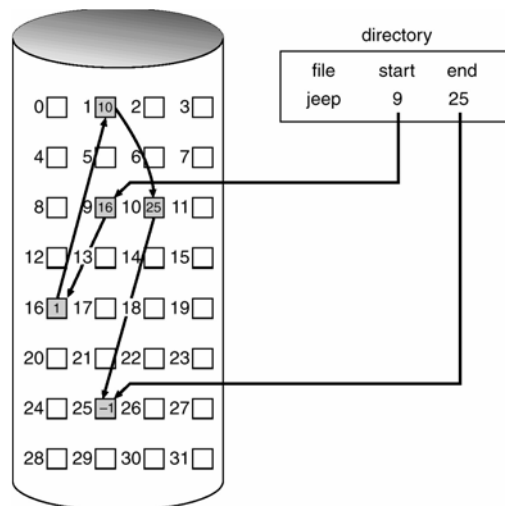 directory
file start end
jeep 9 25
0 1 10 2 3
4 5 6 7
8 9 16 10 25 11
12 13 14 15
16 1 17 18 19
20 21 22 23
24 25 -1 26 27
28 29 30 31